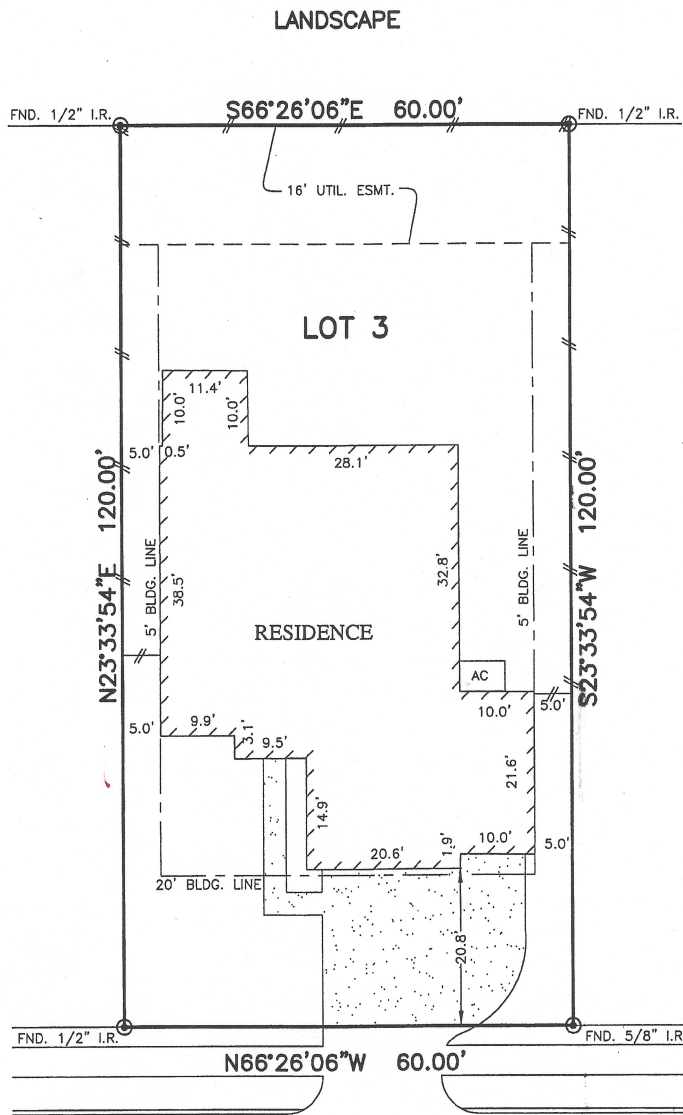 LANDSCAPE
FND. 1/2" I.R.
S66°26'06"E 60.00'
FND. 1/2" I.R.
16' UTIL. ESMT.
LOT 3
11.4'
10.0'
10.0'
5.0'
0.5'
28.1'
N23°33'54"E 120.00'
5' BLDG. LINE
38.5'
32.8'
5' BLDG. LINE
S23°33'54"W 120.00'
RESIDENCE
AC
10.0'
5.0'
5.0'
9.9'
3.1'
9.5'
21.6'
14.9'
20.6'
1.9'
10.0'
5.0'
20' BLDG. LINE
20.8'
FND. 1/2" I.R.
FND. 5/8" I.R
N66°26'06"W 60.00'